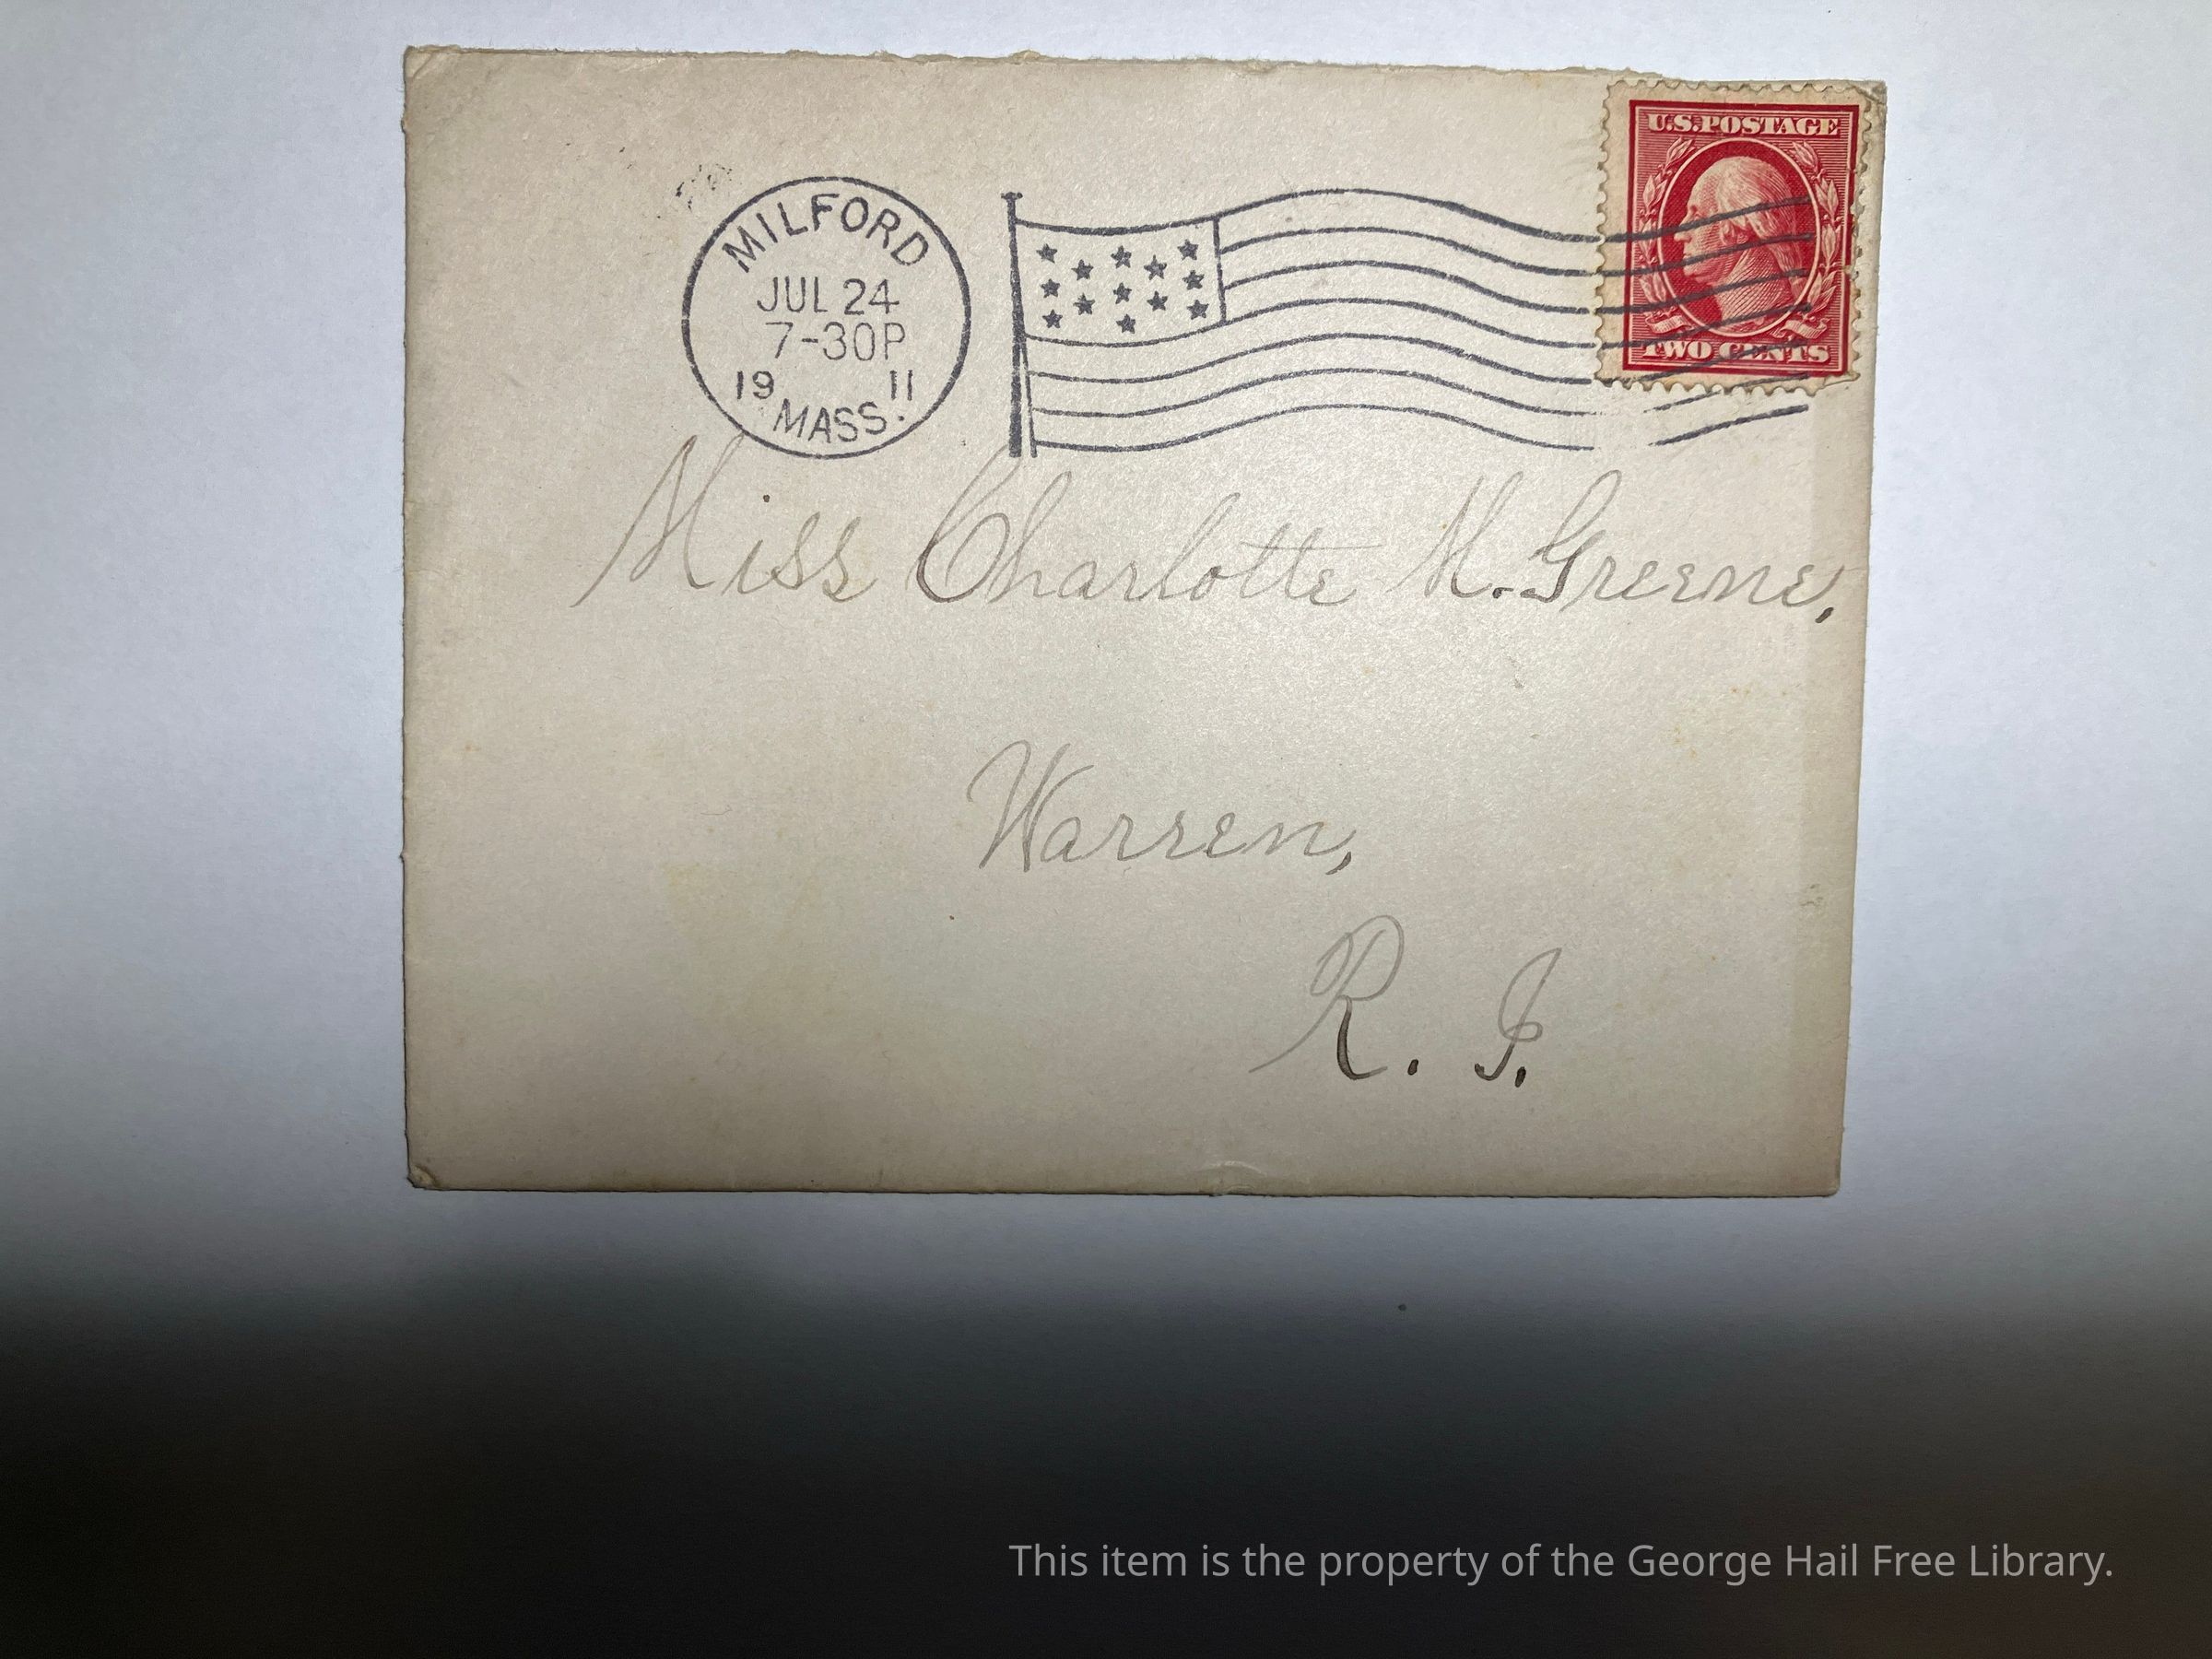 U.S. POSTAGE
TWO CENTS
MILFORD
JUL 24
7-30P
19 11
MASS.
Miss Charlotte M. Greene,
Warren,
R. I.
This item is the property of the George Hail Free Library.